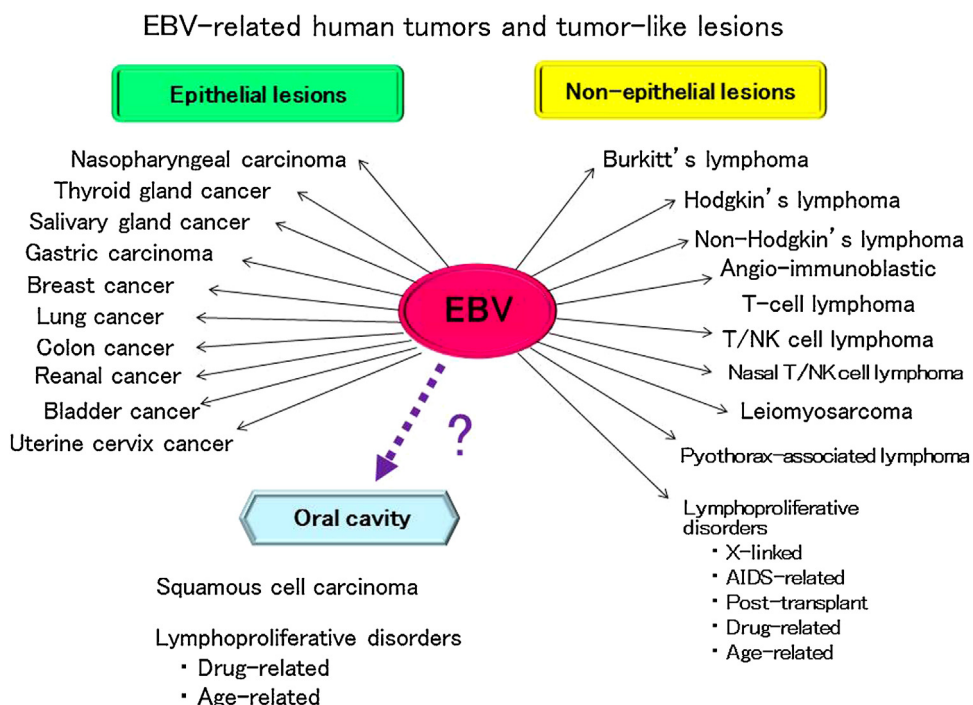 EBV-related human tumors and tumor-like lesions
Epithelial lesions
Nasopharyngeal carcinoma
Thyroid gland cancer
Salivary gland cancer
Gastric carcinoma
Breast cancer
Lung cancer
Colon cancer
Reanal cancer
Bladder cancer
Uterine cervix cancer
EBV
Non-epithelial lesions
Burkitt's lymphoma
Hodgkin's lymphoma
Non-Hodgkin's lymphoma
Angio-immunoblastic
T-cell lymphoma
T/NK cell lymphoma
Nasal T/NK cell lymphoma
Leiomyosarcoma
Pyothorax-associated lymphoma
Lymphoproliferative
disorders
・X-linked
・AIDS-related
・Post-transplant
・Drug-related
・Age-related
?
Oral cavity
Squamous cell carcinoma
Lymphoproliferative disorders
・Drug-related
・Age-related